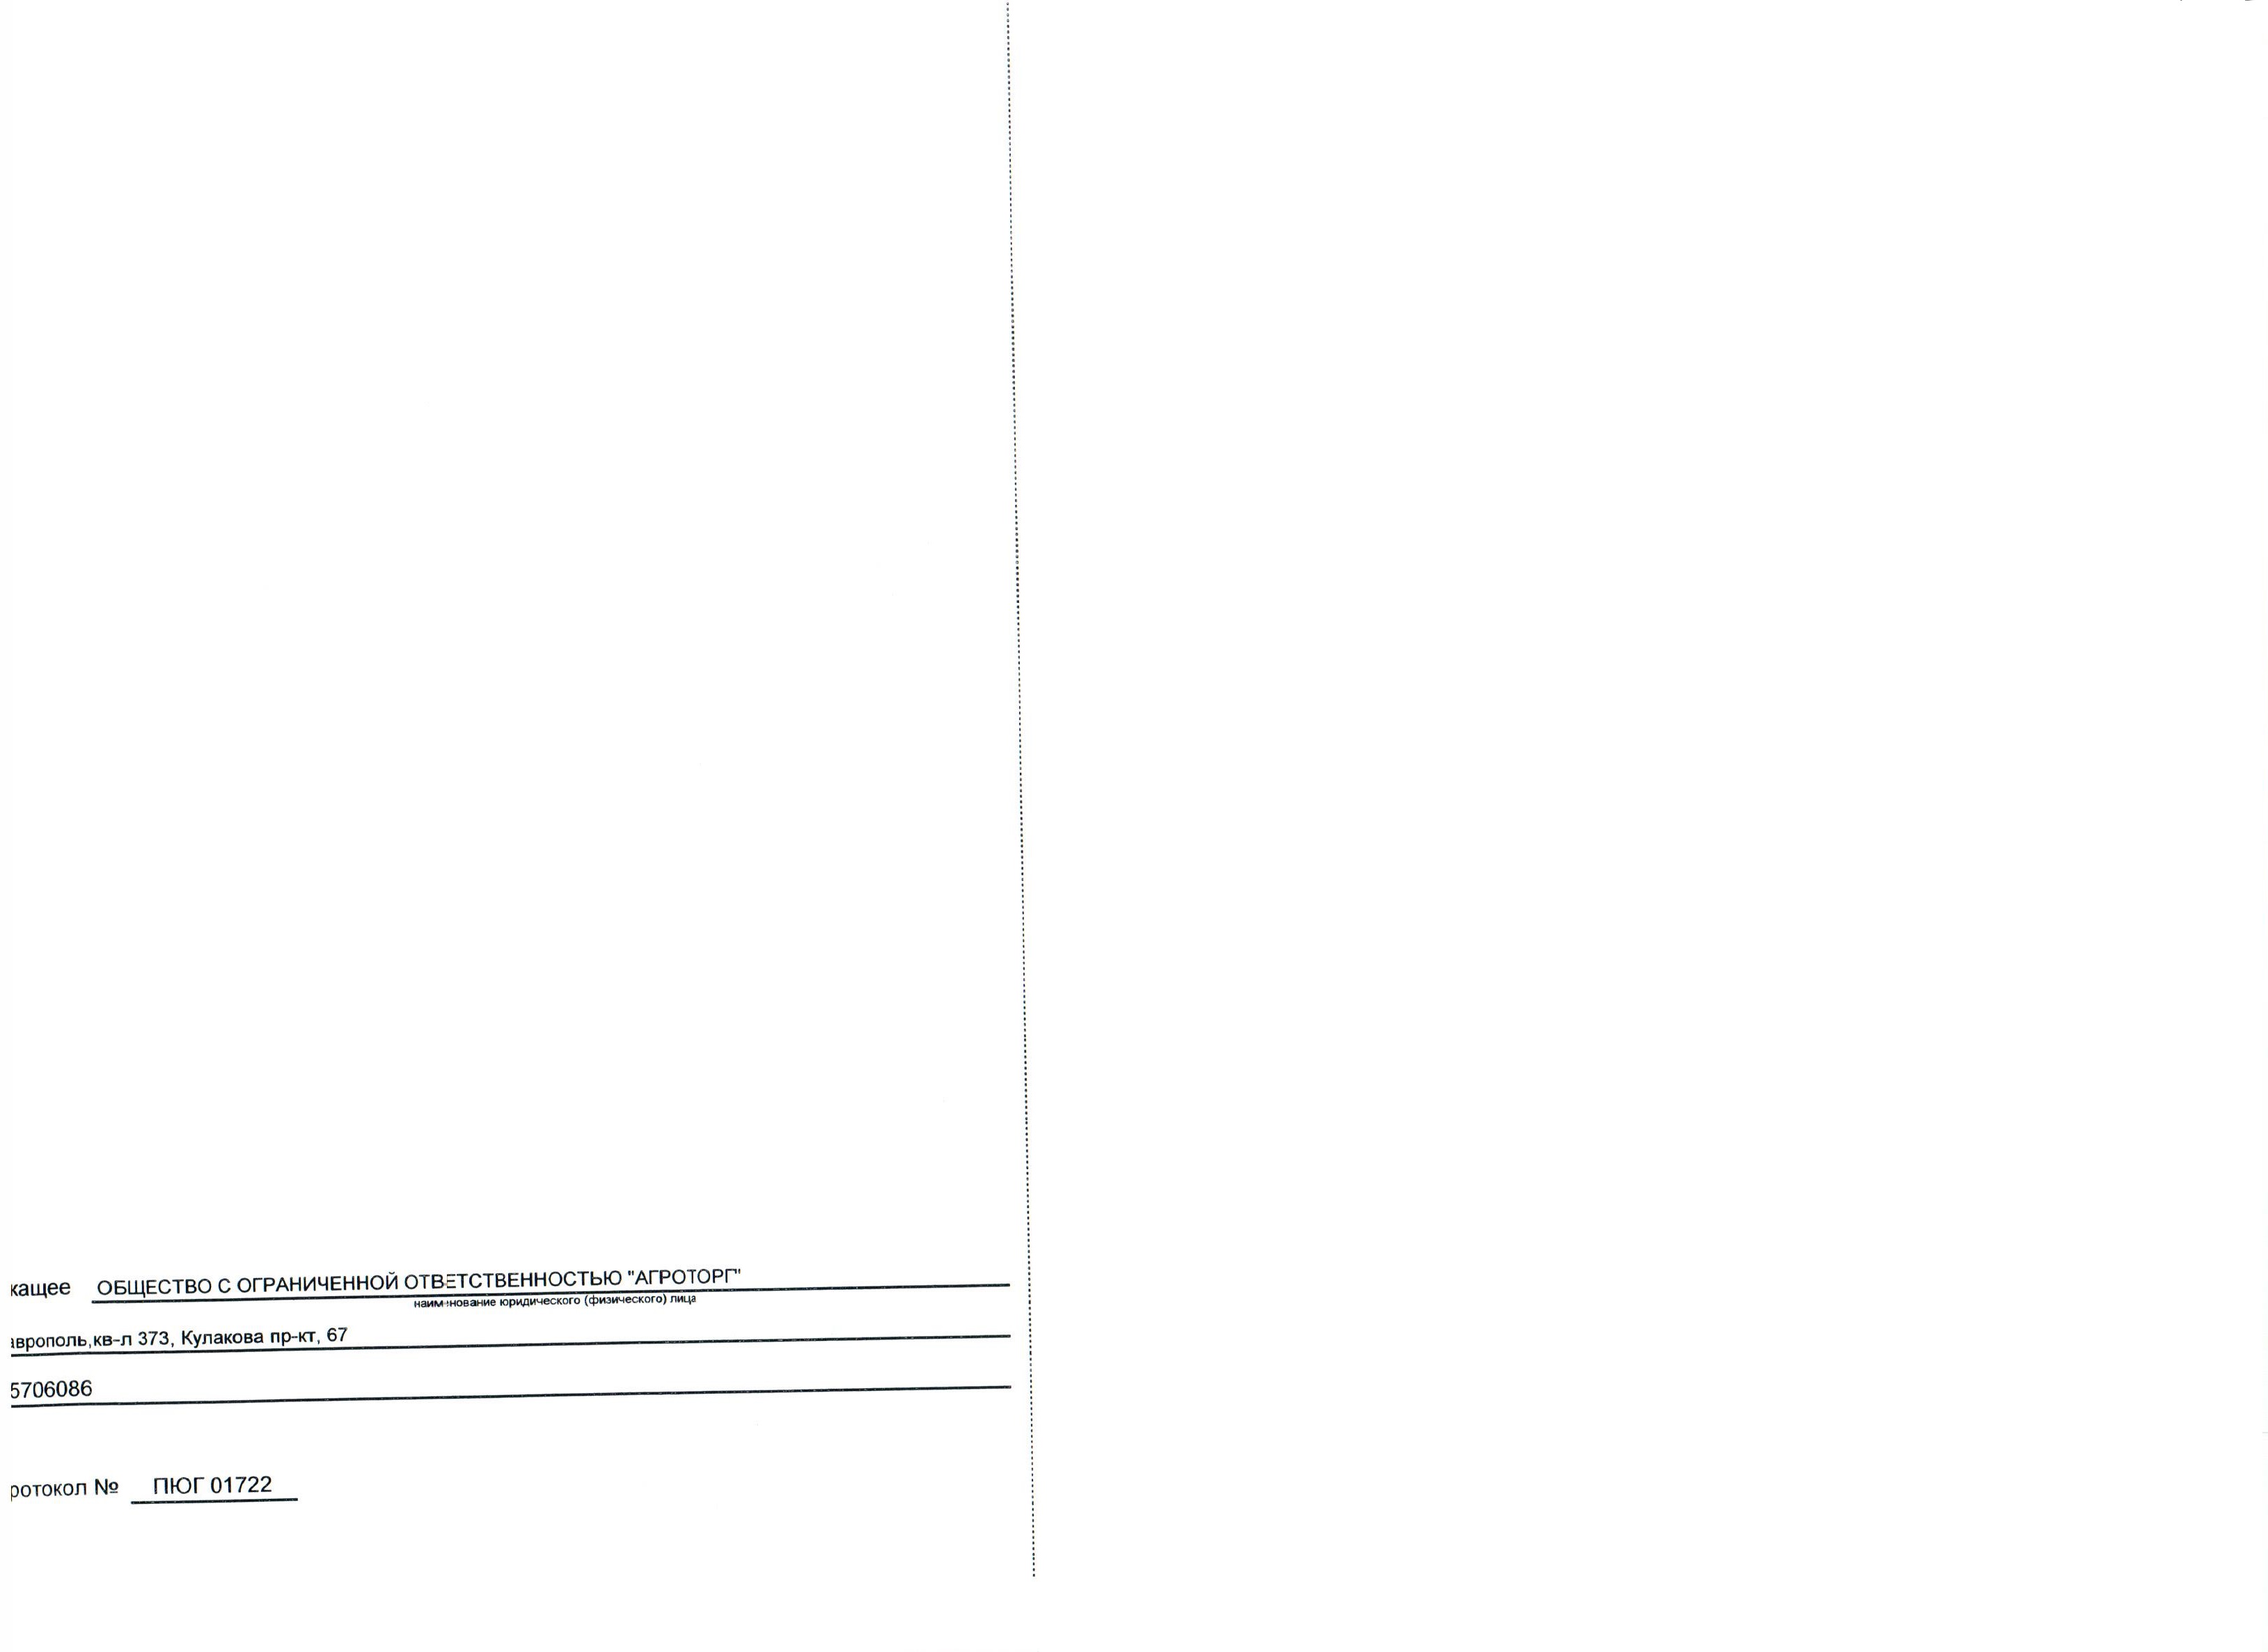 кащее ОБЩЕСТВО С ОГРАНИЧЕННОЙ ОТВЕТСТВЕННОСТЬЮ "АГРОТОРГ"
наименование юридического (физического) лица
аврополь,кв-л 373, Кулакова пр-кт, 67
5706086
ротокол № ПЮГ 01722